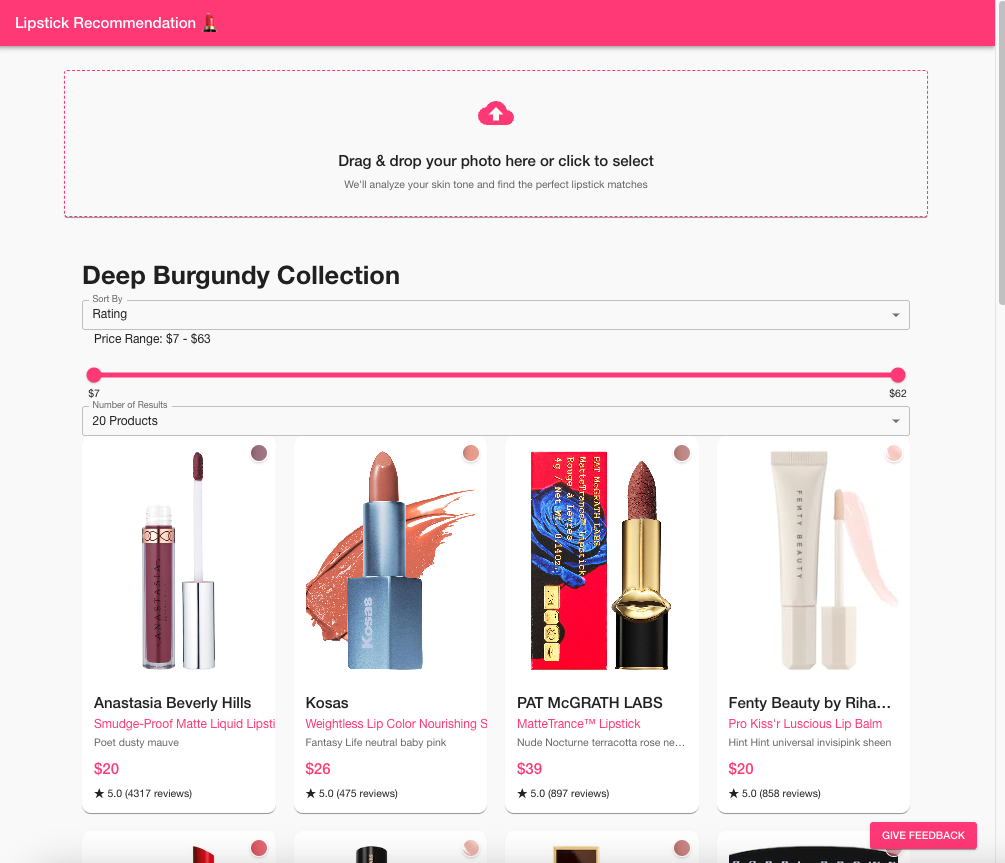 Lipstick Recommendation 💄
Drag & drop your photo here or click to select
We'll analyze your skin tone and find the perfect lipstick matches
Deep Burgundy Collection
Sort By
Rating
Price Range: $7 - $63
$7
$62
Number of Results
20 Products
ANASTASIA
Kosas
PAT McGRATH LABS
MatteTrance™ Lipstick
Rouge à Lèvres
4g / Net Wt. 0.14oz.
FENTY BEAUTY
Anastasia Beverly Hills
Smudge-Proof Matte Liquid Lipsti
Poet dusty mauve
$20
★ 5.0 (4317 reviews)
Kosas
Weightless Lip Color Nourishing S
Fantasy Life neutral baby pink
$26
★ 5.0 (475 reviews)
PAT McGRATH LABS
MatteTrance™ Lipstick
Nude Nocturne terracotta rose ne…
$39
★ 5.0 (897 reviews)
Fenty Beauty by Riha…
Pro Kiss'r Luscious Lip Balm
Hint Hint universal invisipink sheen
$20
★ 5.0 (858 reviews)
GIVE FEEDBACK